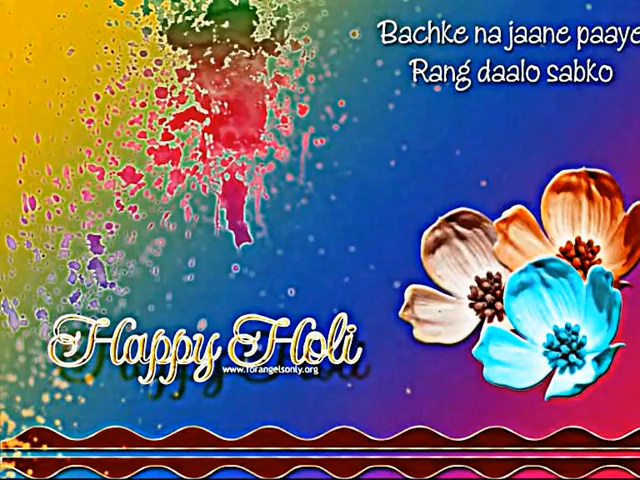 Bachke na jaane paaye
Rang daalo sabko
Happy Holi
www.forangelsonly.org